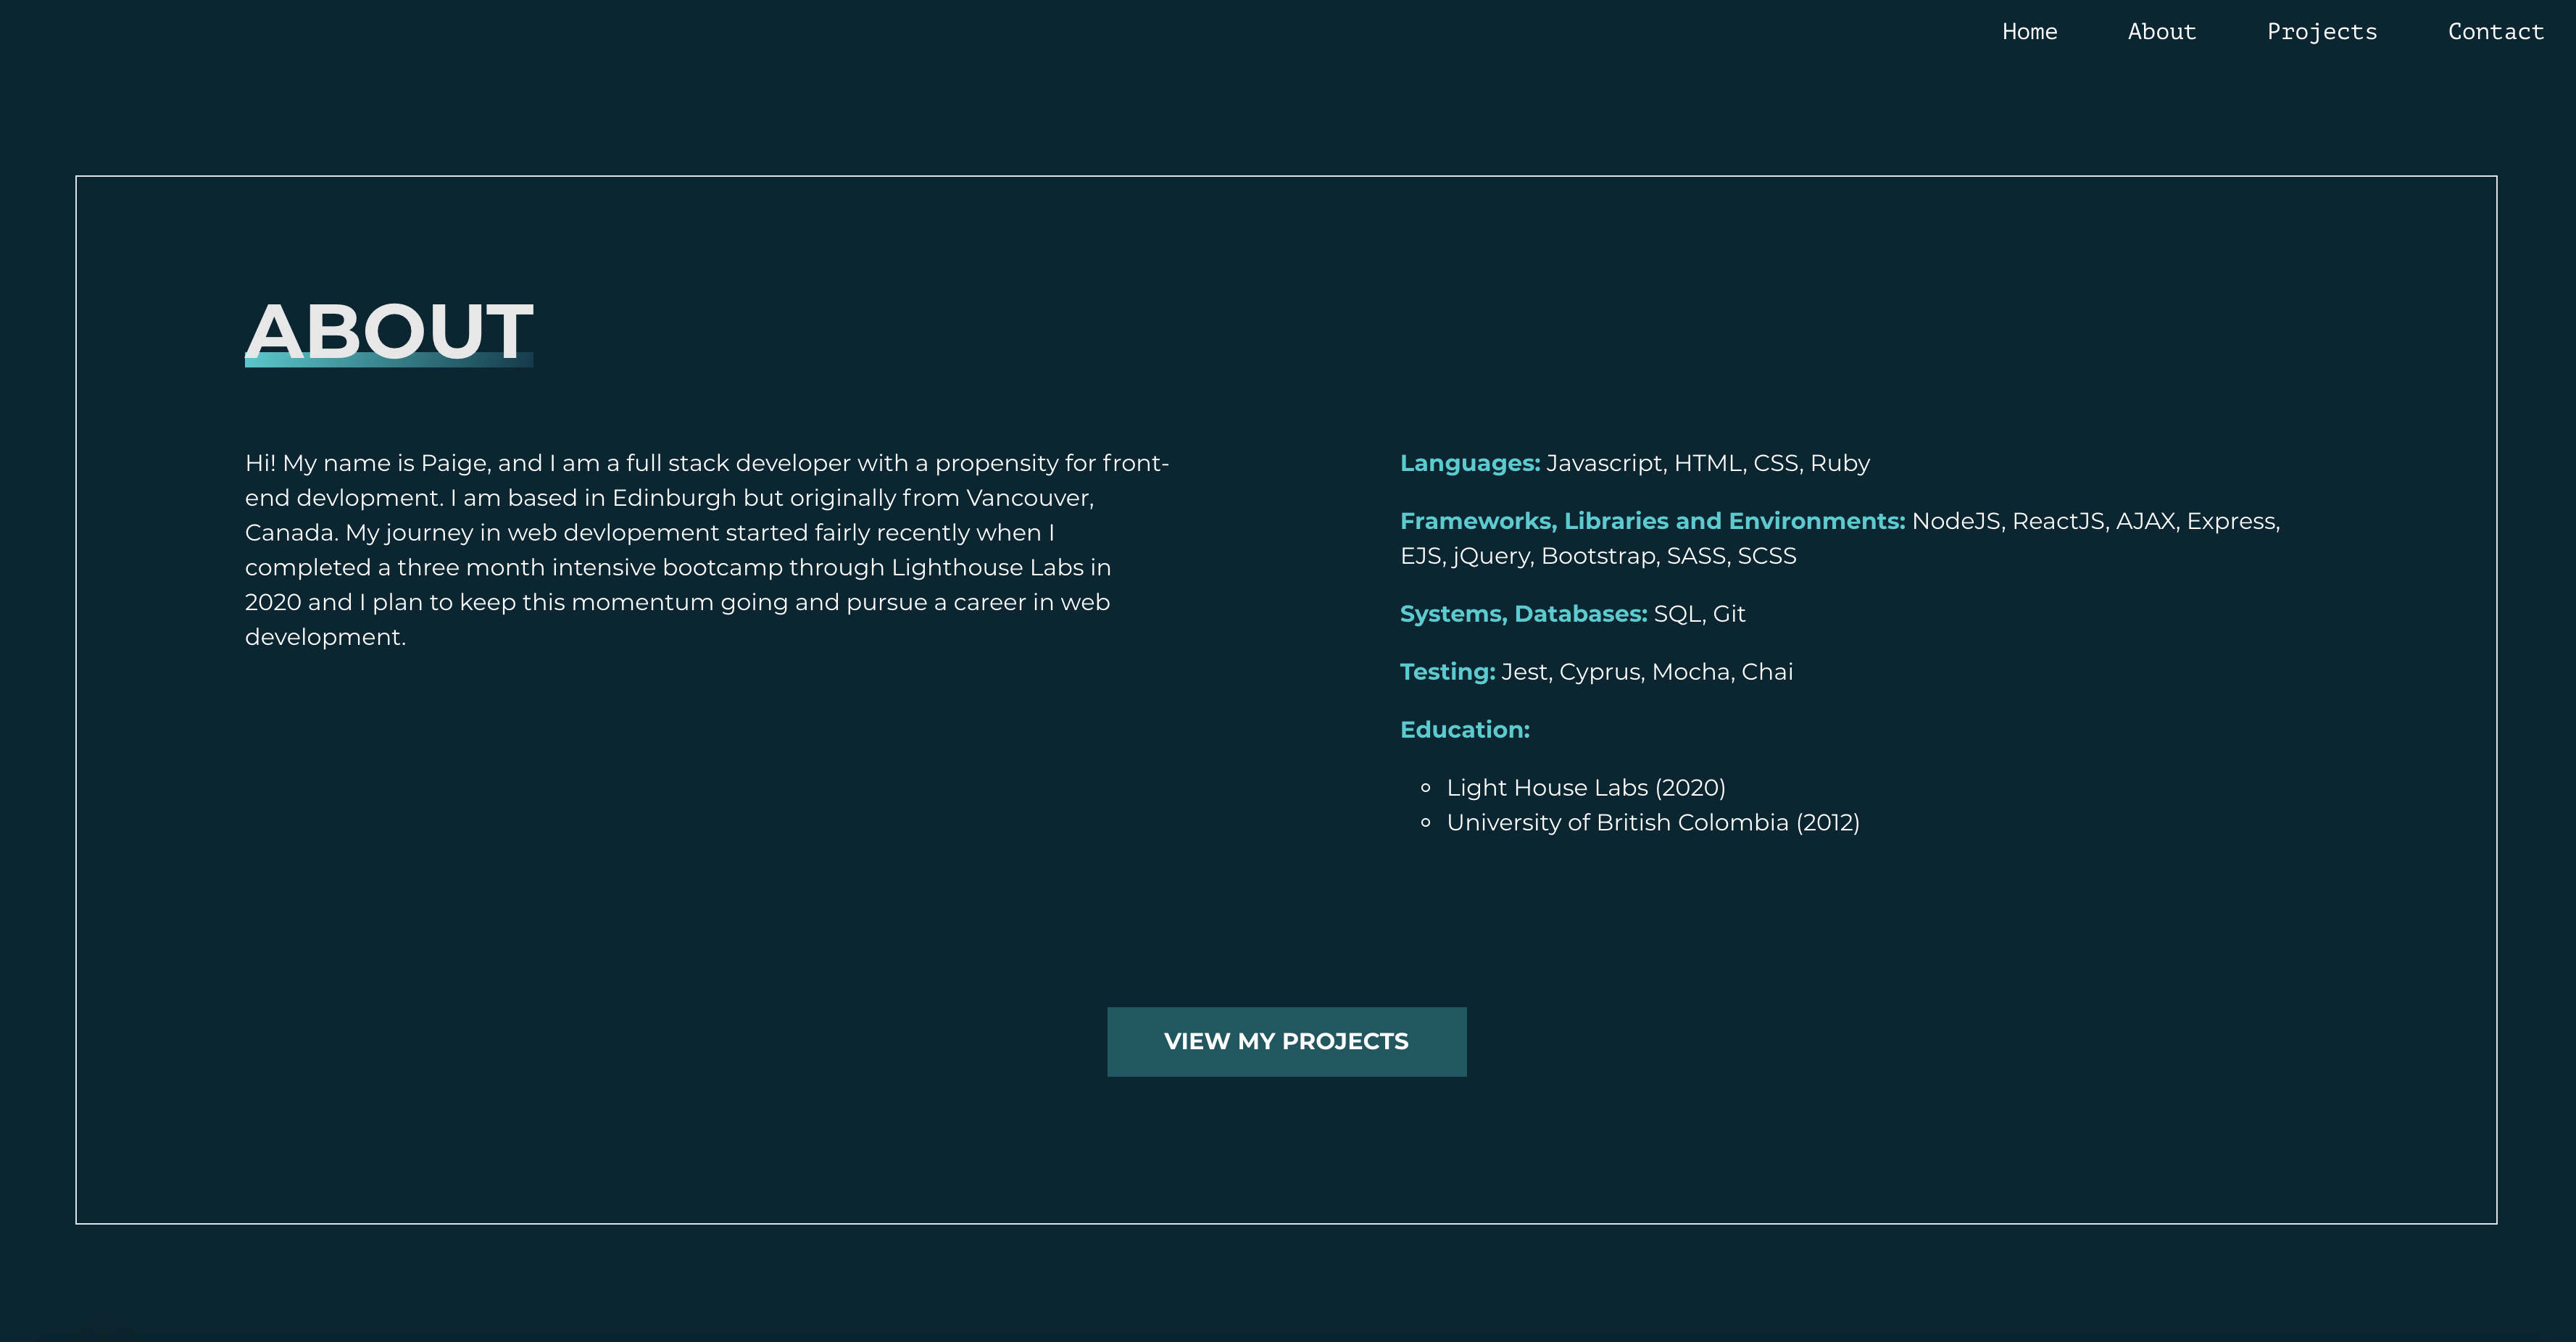 Home About Projects Contact
ABOUT
Hi! My name is Paige, and I am a full stack developer with a propensity for front-
end devlopment. I am based in Edinburgh but originally from Vancouver,
Canada. My journey in web devlopement started fairly recently when I
completed a three month intensive bootcamp through Lighthouse Labs in
2020 and I plan to keep this momentum going and pursue a career in web
development.
Languages: Javascript, HTML, CSS, Ruby
Frameworks, Libraries and Environments: NodeJS, ReactJS, AJAX, Express,
EJS, jQuery, Bootstrap, SASS, SCSS
Systems, Databases: SQL, Git
Testing: Jest, Cyprus, Mocha, Chai
Education:
Light House Labs (2020)
University of British Colombia (2012)
VIEW MY PROJECTS